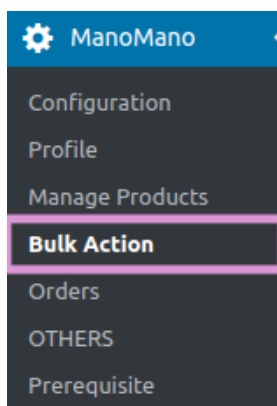 ManoMano
Configuration
Profile
Manage Products
Bulk Action
Orders
OTHERS
Prerequisite